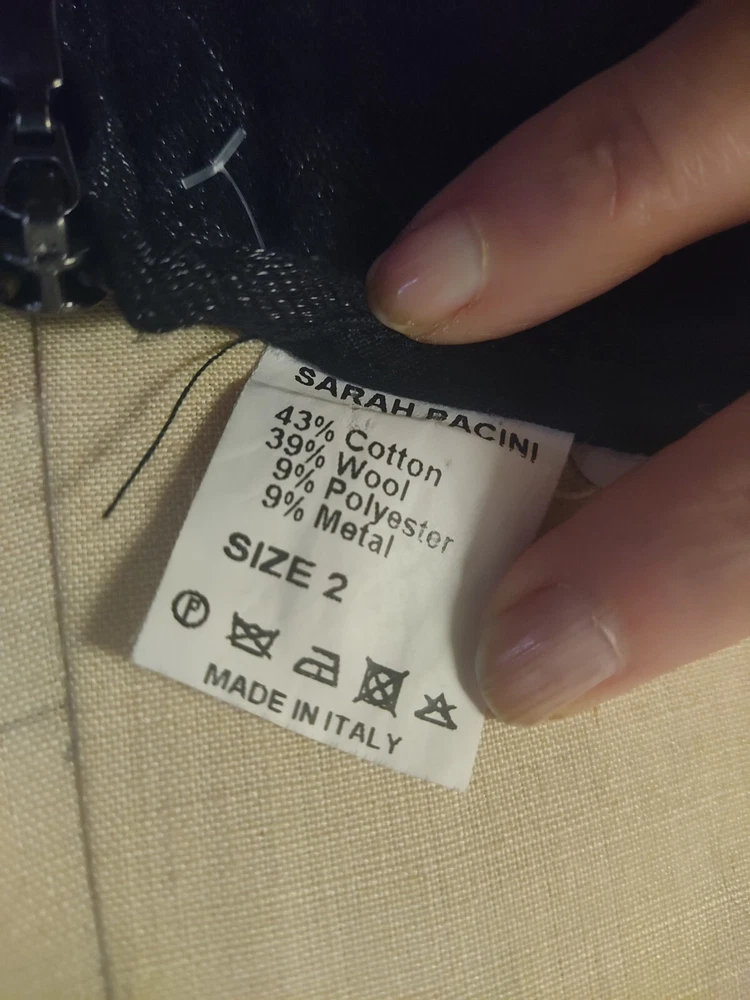 SARAH PACINI
43% Cotton
39% Wool
9% Polyester
9% Metal
SIZE 2
P
MADE IN ITALY